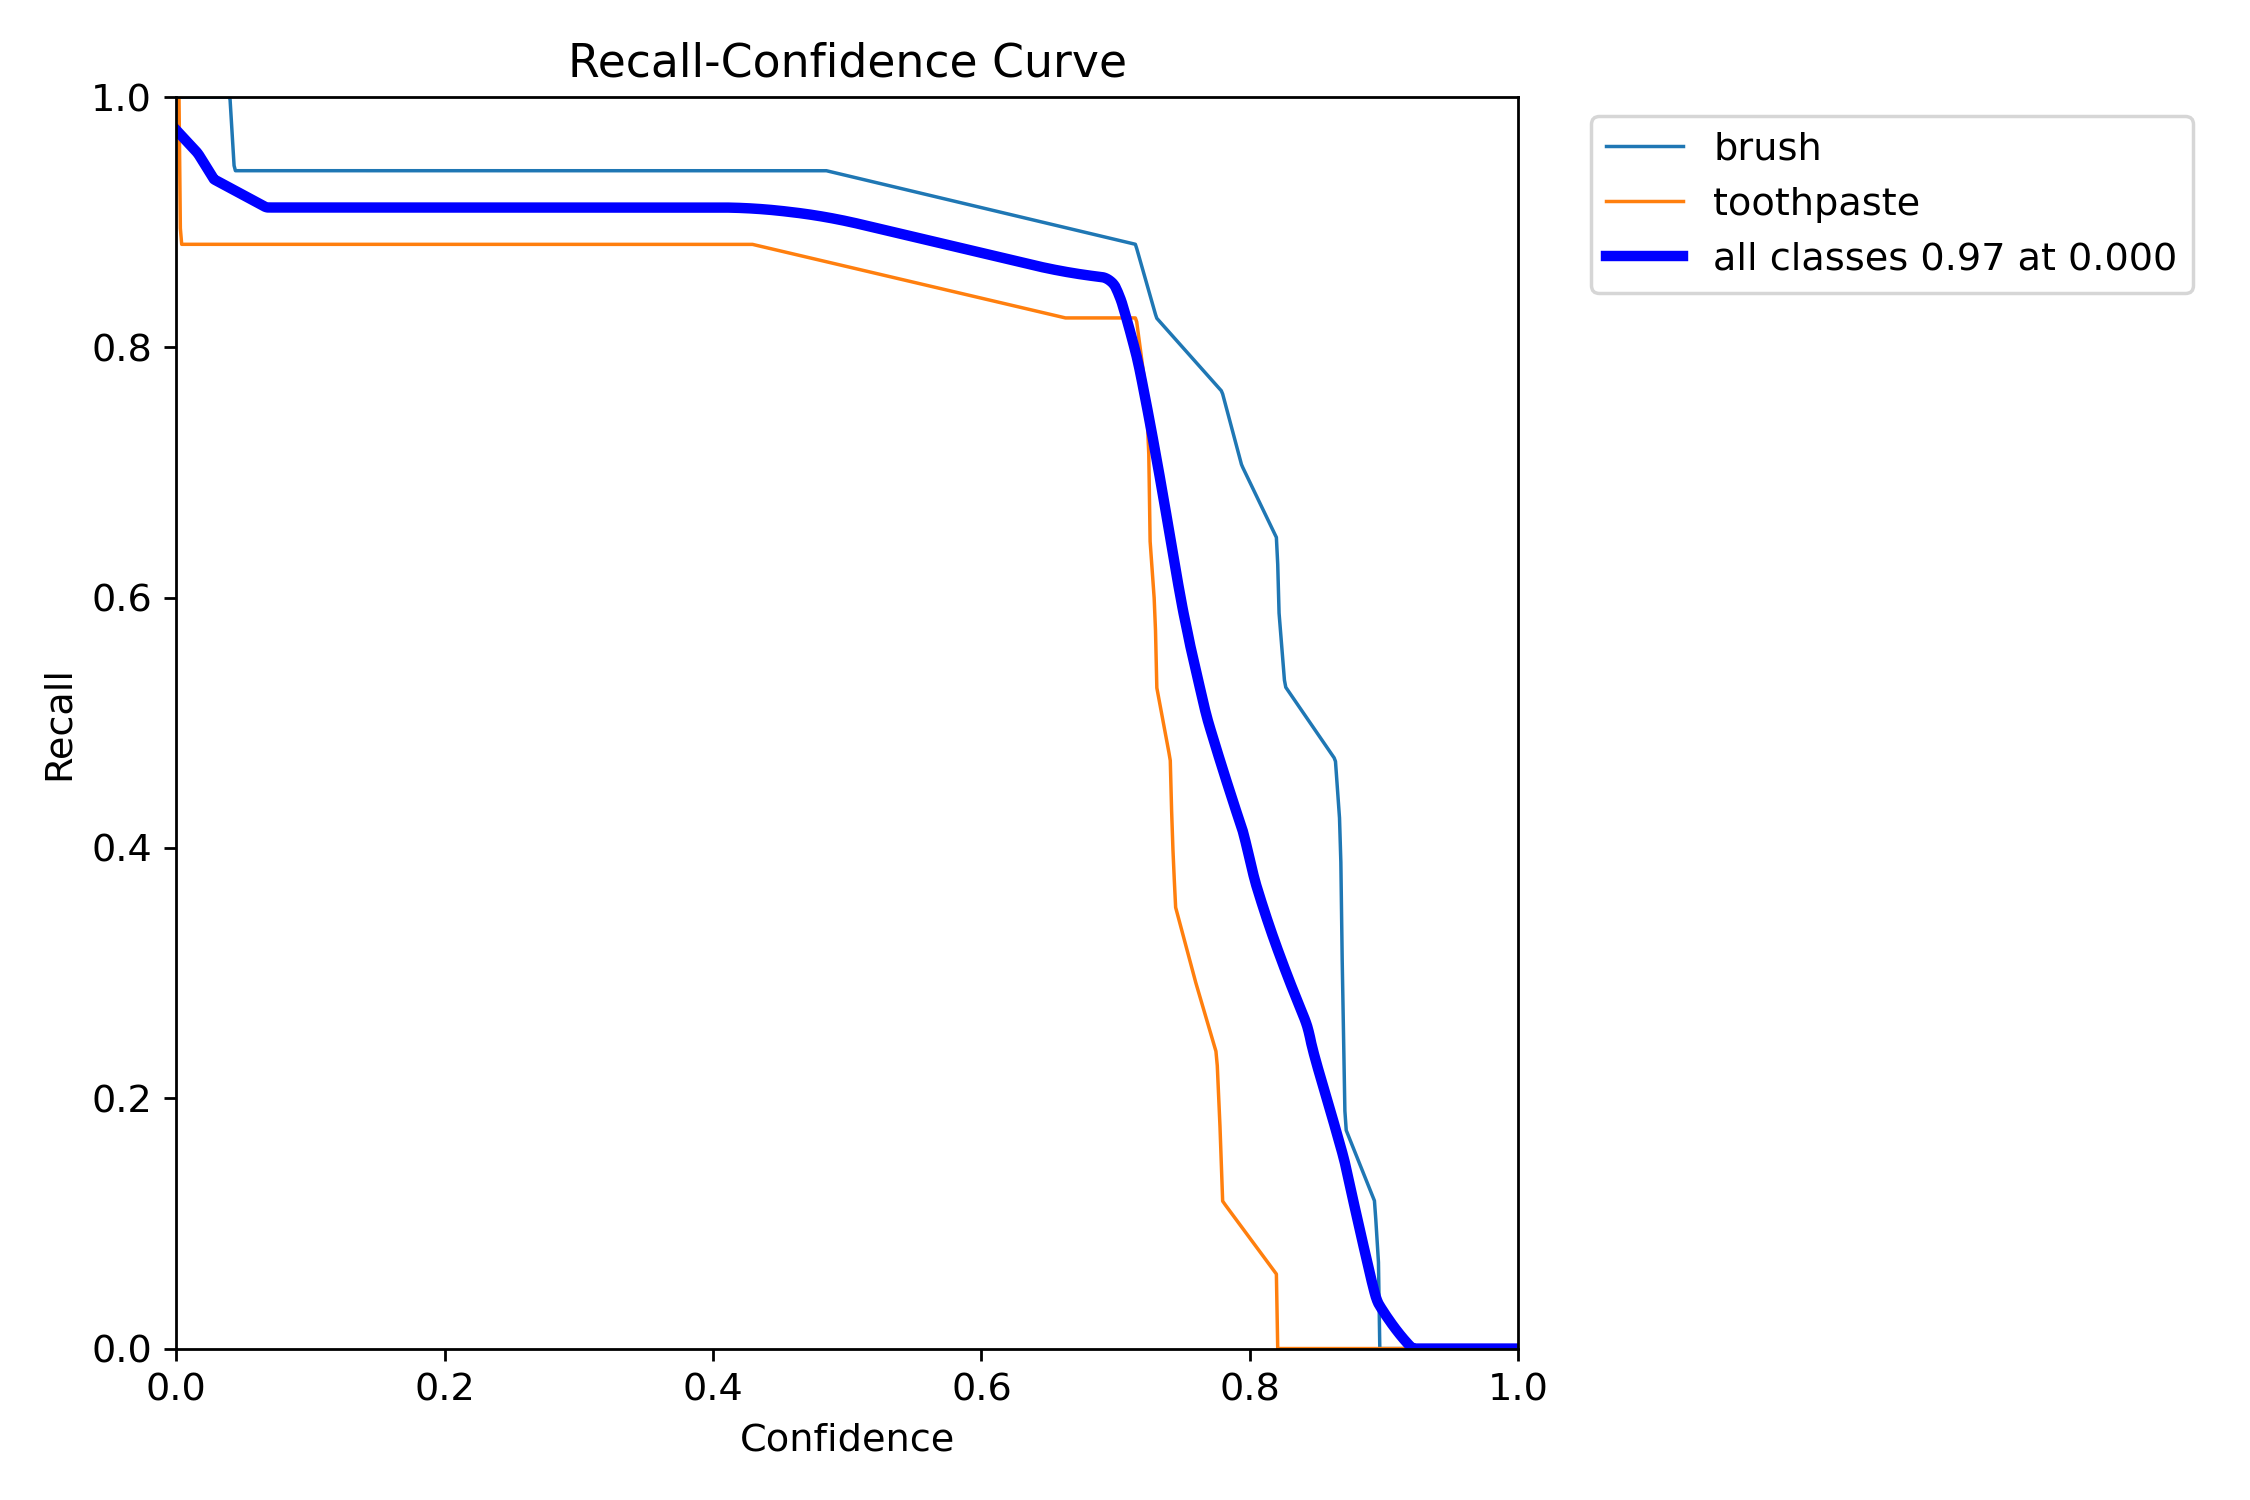 Recall-Confidence Curve
1.0
0.8
0.6
0.4
0.2
0.0
Recall
0.0 0.2 0.4 0.6 0.8 1.0
Confidence
brush
toothpaste
all classes 0.97 at 0.000